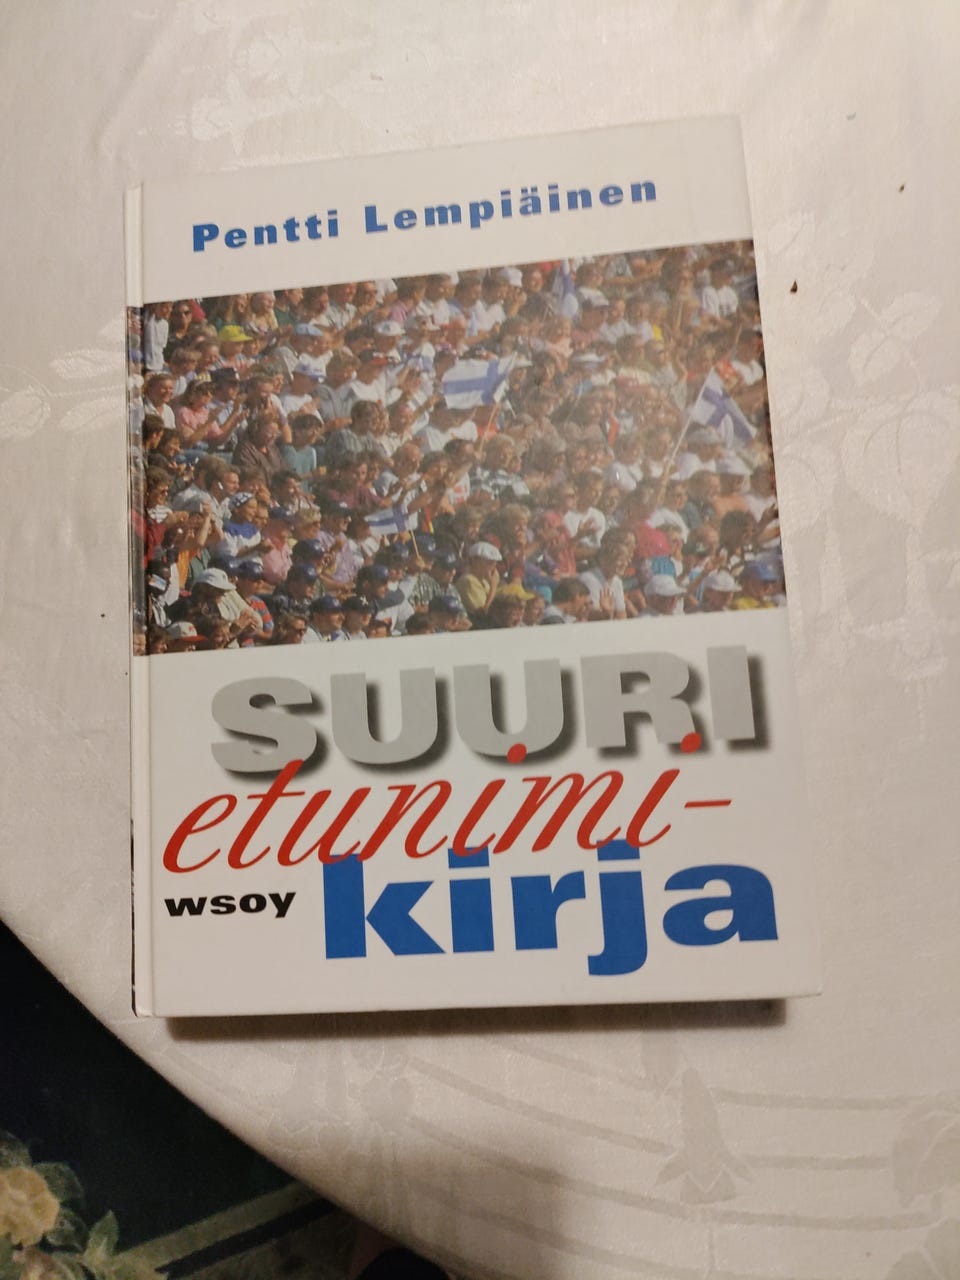 Pentti Lempiäinen
SUURI
etunimi-
wsoy kirja